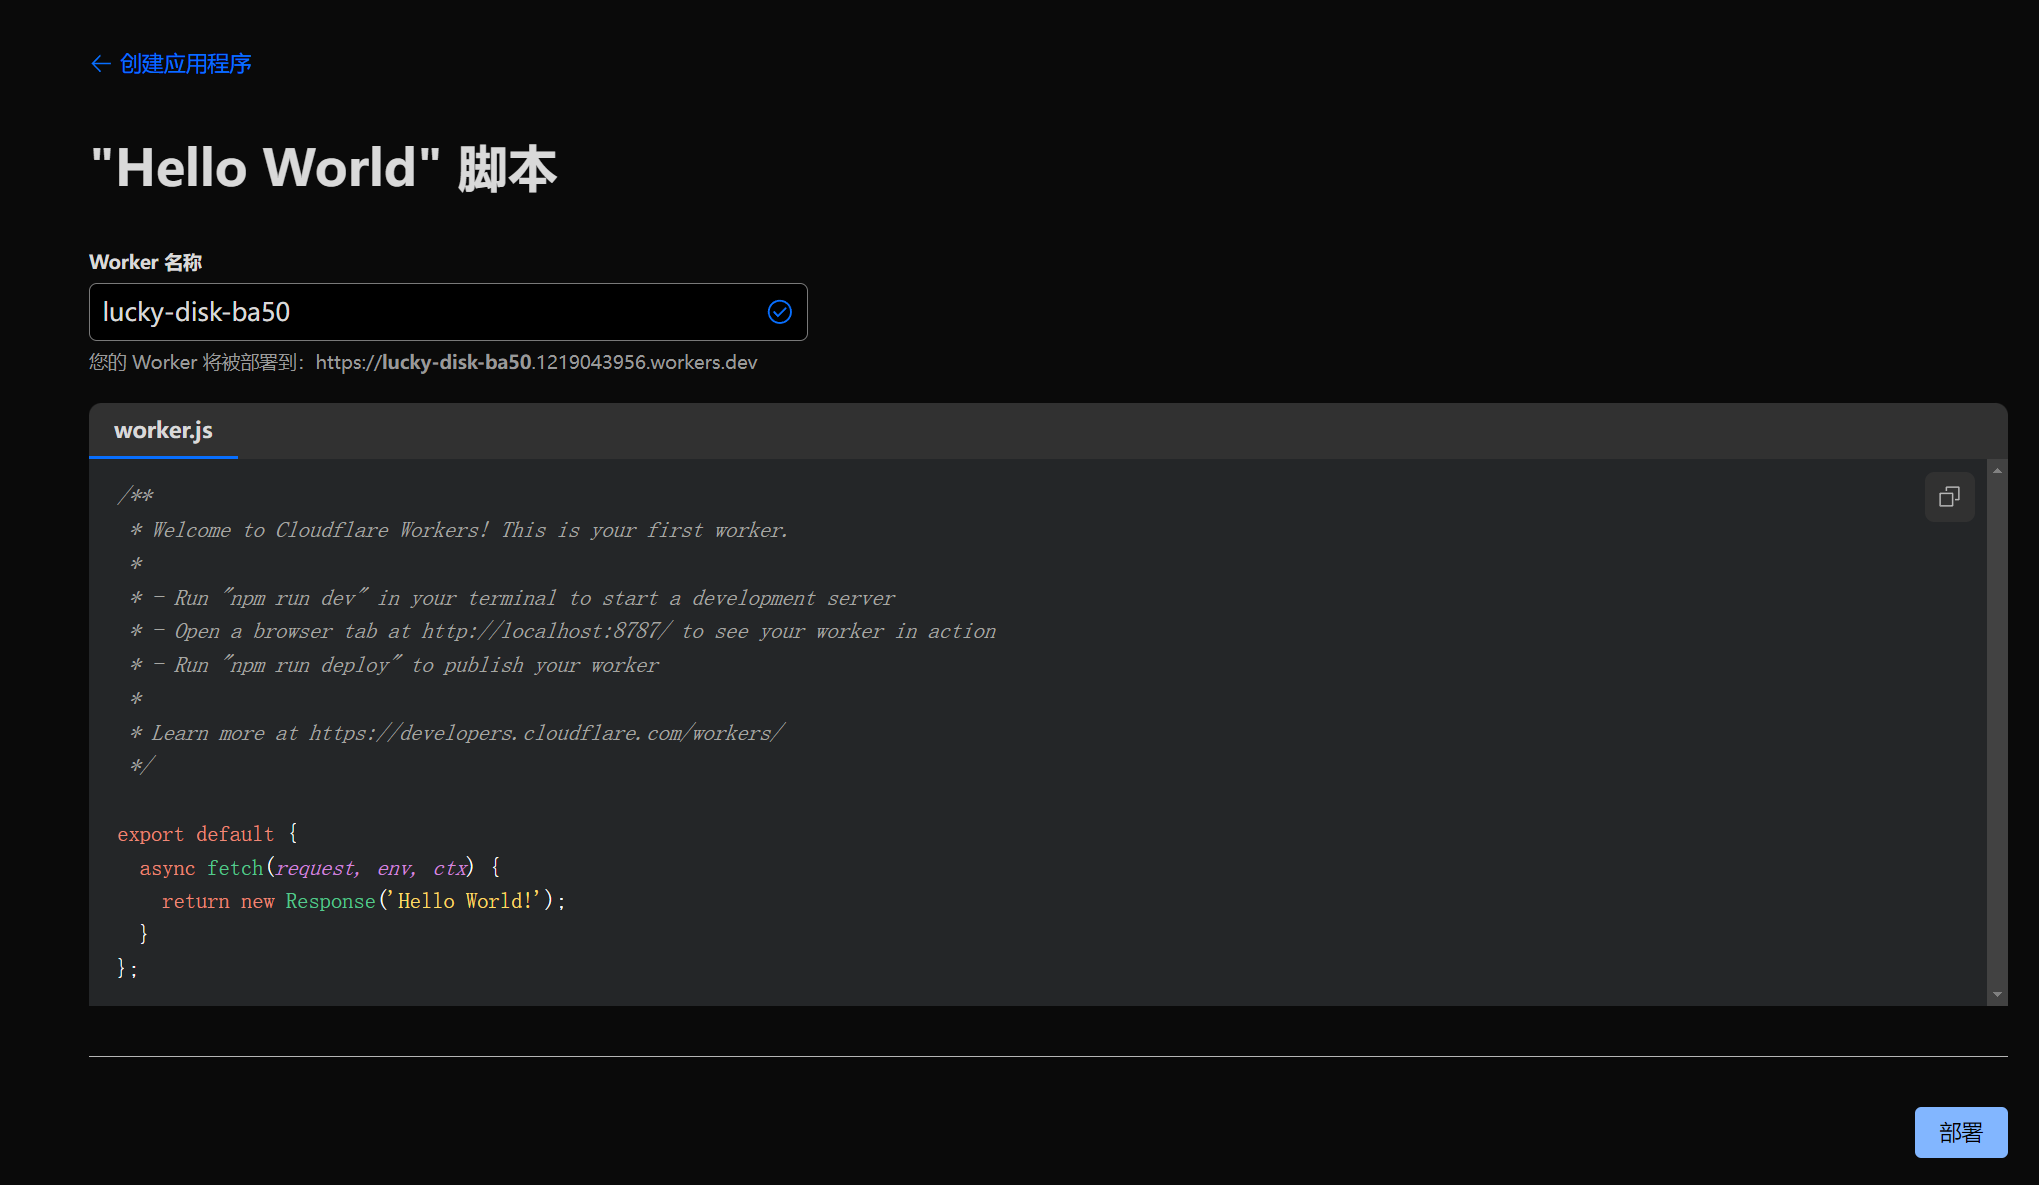 ← 创建应用程序
"Hello World" 脚本
Worker 名称
lucky-disk-ba50
您的 Worker 将被部署到：https://lucky-disk-ba50.1219043956.workers.dev
worker.js
/**
 * Welcome to Cloudflare Workers! This is your first worker.
 *
 * - Run "npm run dev" in your terminal to start a development server
 * - Open a browser tab at http://localhost:8787/ to see your worker in action
 * - Run "npm run deploy" to publish your worker
 *
 * Learn more at https://developers.cloudflare.com/workers/
 */
export default {
  async fetch(request, env, ctx) {
    return new Response('Hello World!');
  }
};
部署